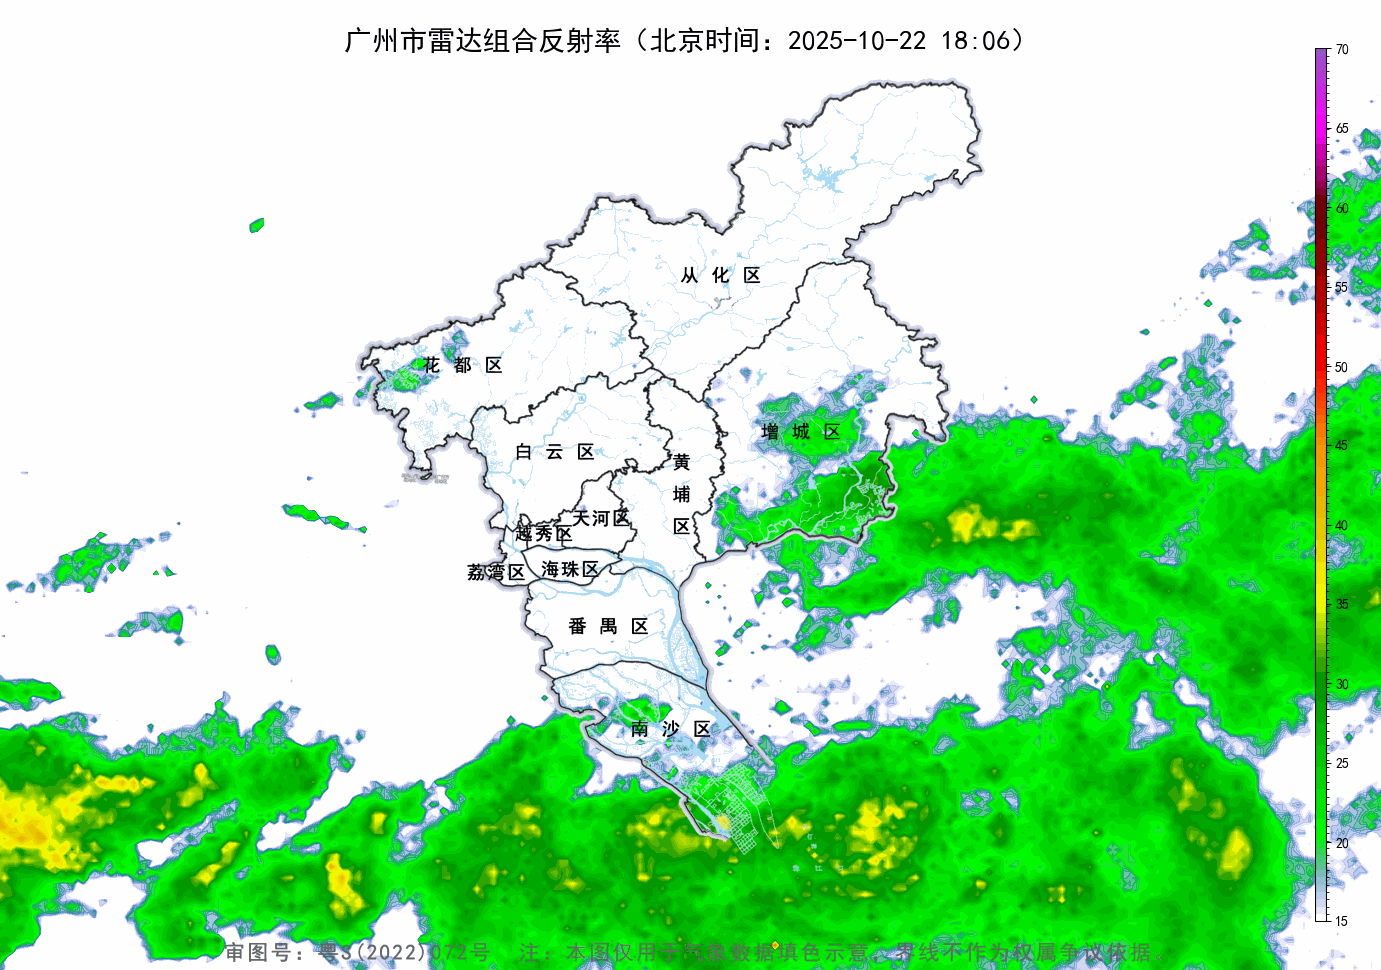 广州市雷达组合反射率（北京时间：2025-10-22 18:06）
70
65
60
55
50
45
40
35
30
25
20
15
从化区
花都区
增城区
白云区
黄埔区
天河区
越秀区
荔湾区
海珠区
番禺区
南沙区
审图号：粤S(2022)072号 注：本图仅用于气象数据填色示意，界线不作为权属争议依据。